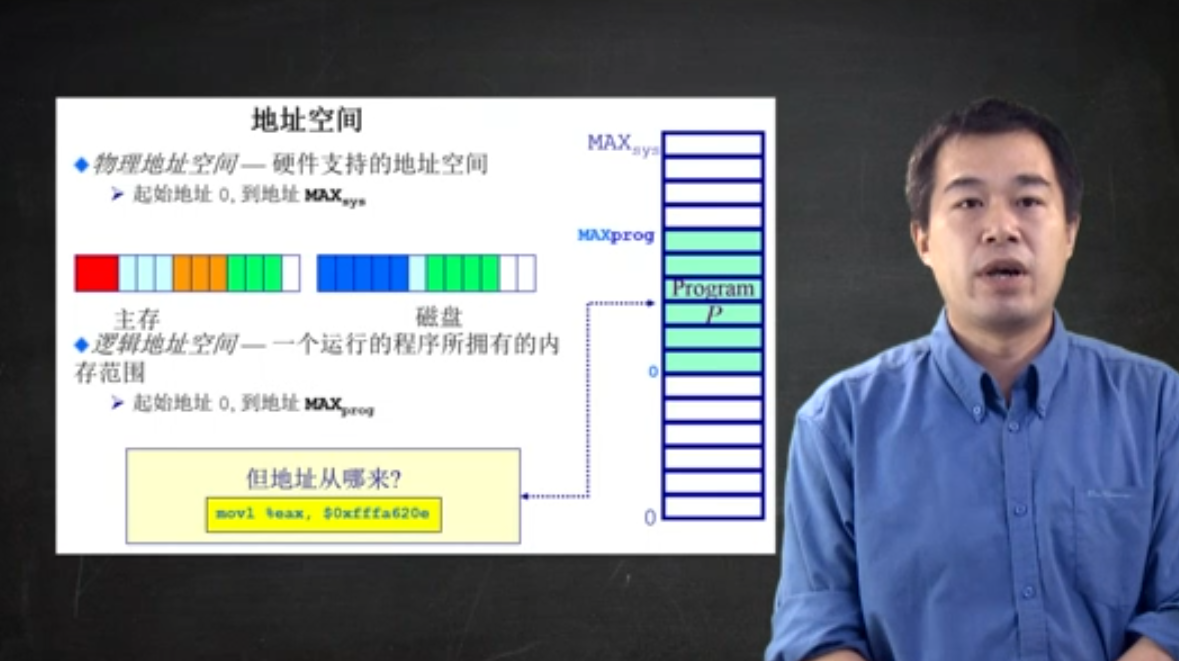 地址空间
◆物理地址空间 — 硬件支持的地址空间
➢ 起始地址 0, 到地址 MAXsys
主存
磁盘
◆逻辑地址空间 — 一个运行的程序所拥有的内
存范围
➢ 起始地址 0, 到地址 MAXprog
但地址从哪来?
movl %eax, $0xfffa620e
MAXsys
MAXprog
Program
P
0
0